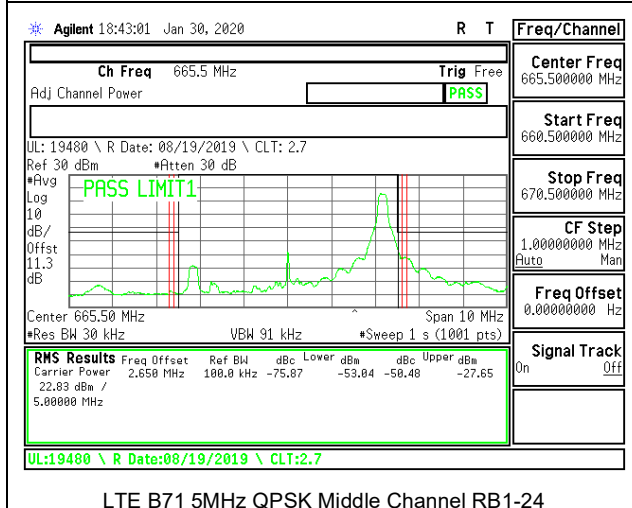 Agilent 18:43:01 Jan 30, 2020 R T
Freq/Channel
Ch Freq 665.5 MHz Trig Free
Adj Channel Power PASS
UL: 19480 \ R Date: 08/19/2019 \ CLT: 2.7
Ref 30 dBm #Atten 30 dB
#Avg
Log
10
dB/
Offst
11.3
dB
PASS LIMIT1
Center 665.50 MHz Span 10 MHz
#Res BW 30 kHz VBW 91 kHz #Sweep 1 s (1001 pts)
RMS Results Freq Offset Ref BW dBc Lower dBm dBc Upper dBm
Carrier Power 2.650 MHz 100.0 kHz -75.87 -53.04 -50.48 -27.65
22.83 dBm /
5.00000 MHz
UL:19480 \ R Date:08/19/2019 \ CLT:2.7
Center Freq
665.500000 MHz
Start Freq
660.500000 MHz
Stop Freq
670.500000 MHz
CF Step
1.00000000 MHz
Auto Man
Freq Offset
0.00000000 Hz
Signal Track
On Off
LTE B71 5MHz QPSK Middle Channel RB1-24